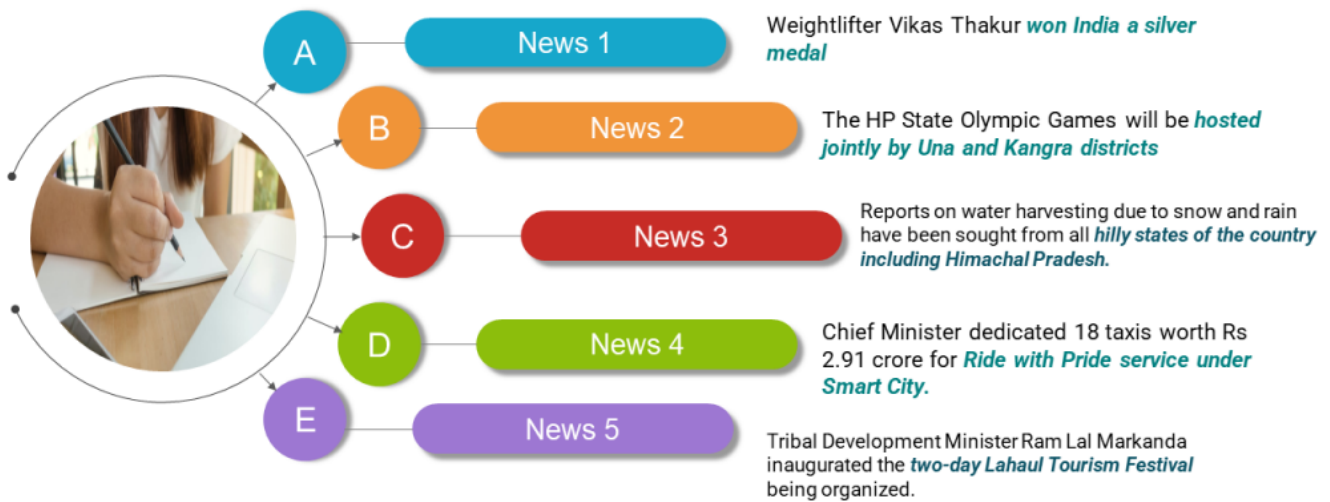 A
News 1
Weightlifter Vikas Thakur won India a silver
medal
B
News 2
The HP State Olympic Games will be hosted
jointly by Una and Kangra districts
C
News 3
Reports on water harvesting due to snow and rain
have been sought from all hilly states of the country
including Himachal Pradesh.
D
News 4
Chief Minister dedicated 18 taxis worth Rs
2.91 crore for Ride with Pride service under
Smart City.
E
News 5
Tribal Development Minister Ram Lal Markanda
inaugurated the two-day Lahaul Tourism Festival
being organized.